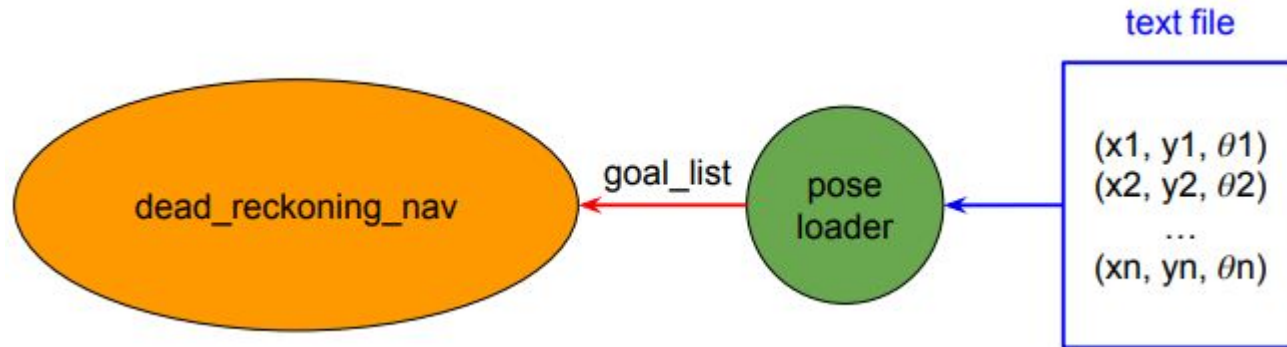 text file
dead_reckoning_nav
goal_list
pose
loader
(x1, y1, θ1)
(x2, y2, θ2)
...
(xn, yn, θn)